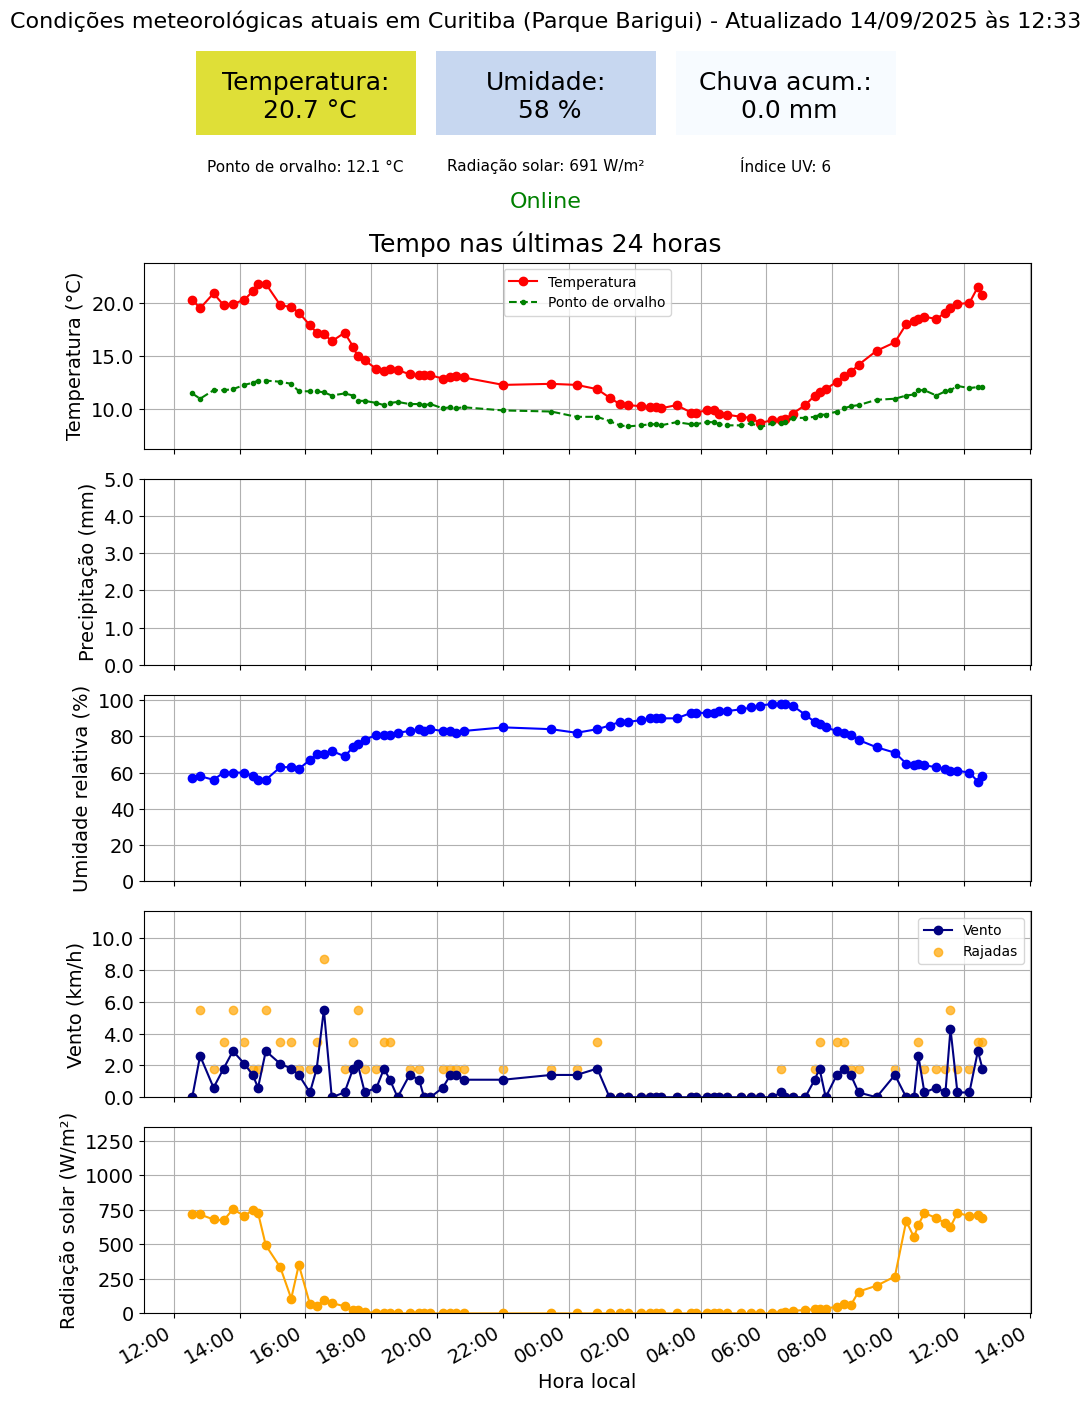 Condições meteorológicas atuais em Curitiba (Parque Barigui) - Atualizado 14/09/2025 às 12:33
Temperatura:
20.7 °C
Umidade:
58 %
Chuva acum.:
0.0 mm
Ponto de orvalho: 12.1 °C
Radiação solar: 691 W/m²
Índice UV: 6
Online
Tempo nas últimas 24 horas
Temperatura (°C)
20.0
15.0
10.0
Temperatura
Ponto de orvalho
Precipitação (mm)
5.0
4.0
3.0
2.0
1.0
0.0
Umidade relativa (%)
100
80
60
40
20
0
Vento (km/h)
10.0
8.0
6.0
4.0
2.0
0.0
Vento
Rajadas
Radiação solar (W/m²)
1250
1000
750
500
250
0
12:00
14:00
16:00
18:00
20:00
22:00
00:00
02:00
04:00
06:00
08:00
10:00
12:00
14:00
Hora local